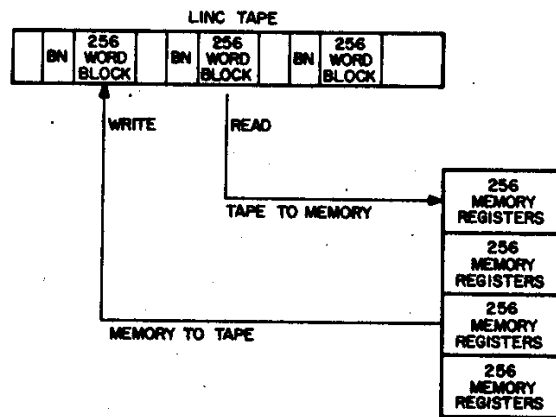 LINC TAPE
BN
256
WORD
BLOCK
BN
256
WORD
BLOCK
BN
256
WORD
BLOCK
WRITE
READ
TAPE TO MEMORY
MEMORY TO TAPE
256
MEMORY
REGISTERS
256
MEMORY
REGISTERS
256
MEMORY
REGISTERS
256
MEMORY
REGISTERS